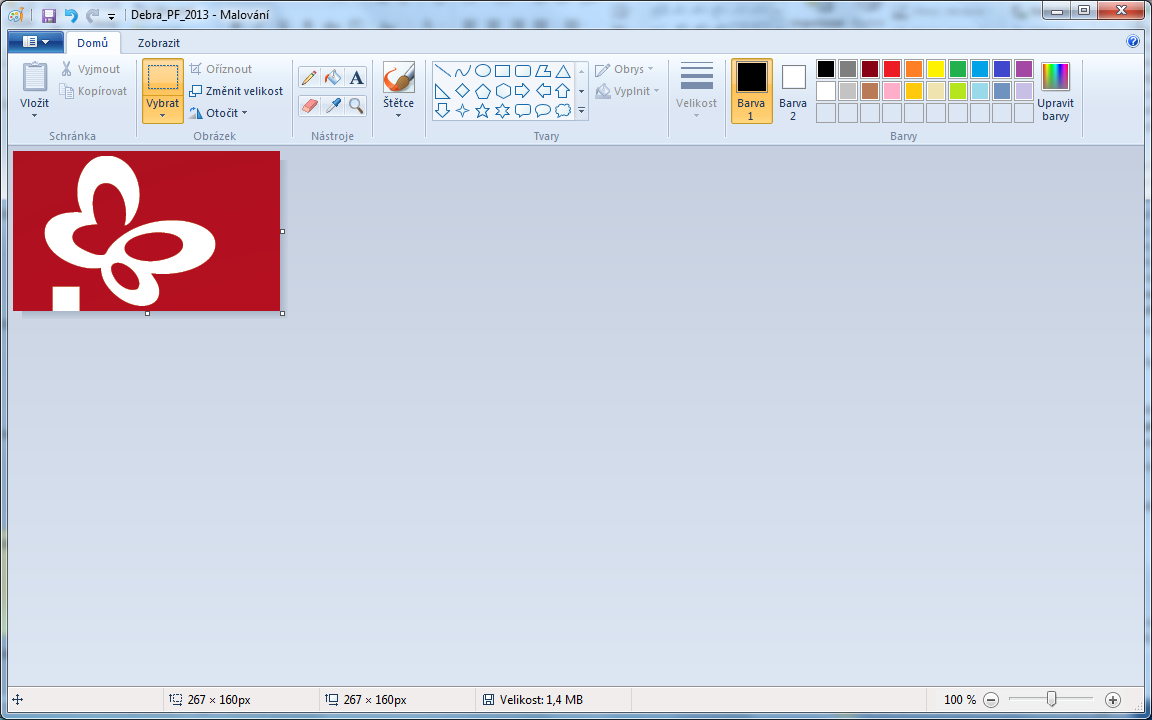 Debra_PF_2013 - Malování
Domů
Zobrazit
Vložit
Vyjmout
Kopírovat
Schránka
Vybrat
Oříznout
Změnit velikost
Otočit
Obrázek
A
Nástroje
Štětce
Tvary
Obrys
Vyplnit
Velikost
Barva
1
Barva
2
Barvy
Upravit
barvy
267 × 160px
267 × 160px
Velikost: 1,4 MB
100 %